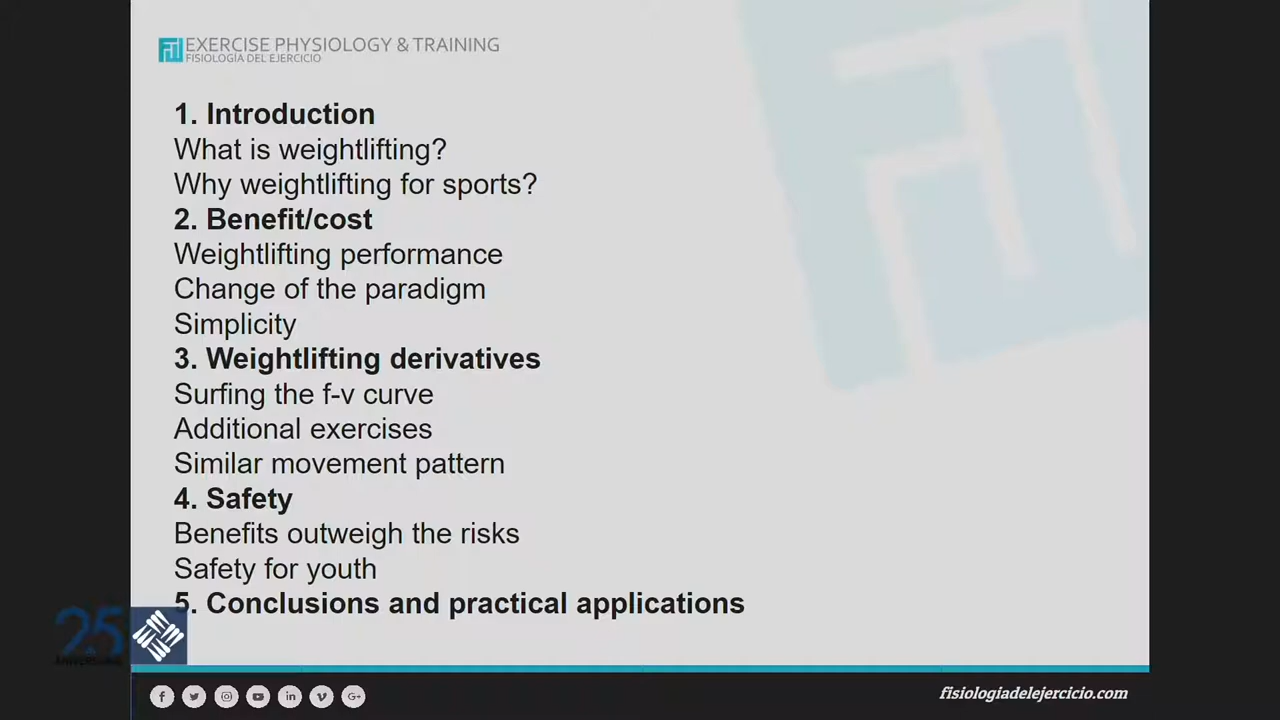 EXERCISE PHYSIOLOGY & TRAINING
FISIOLOGÍA DEL EJERCICIO
1. Introduction
What is weightlifting?
Why weightlifting for sports?
2. Benefit/cost
Weightlifting performance
Change of the paradigm
Simplicity
3. Weightlifting derivatives
Surfing the f-v curve
Additional exercises
Similar movement pattern
4. Safety
Benefits outweigh the risks
Safety for youth
5. Conclusions and practical applications
25
fisiologiadelejercicio.com